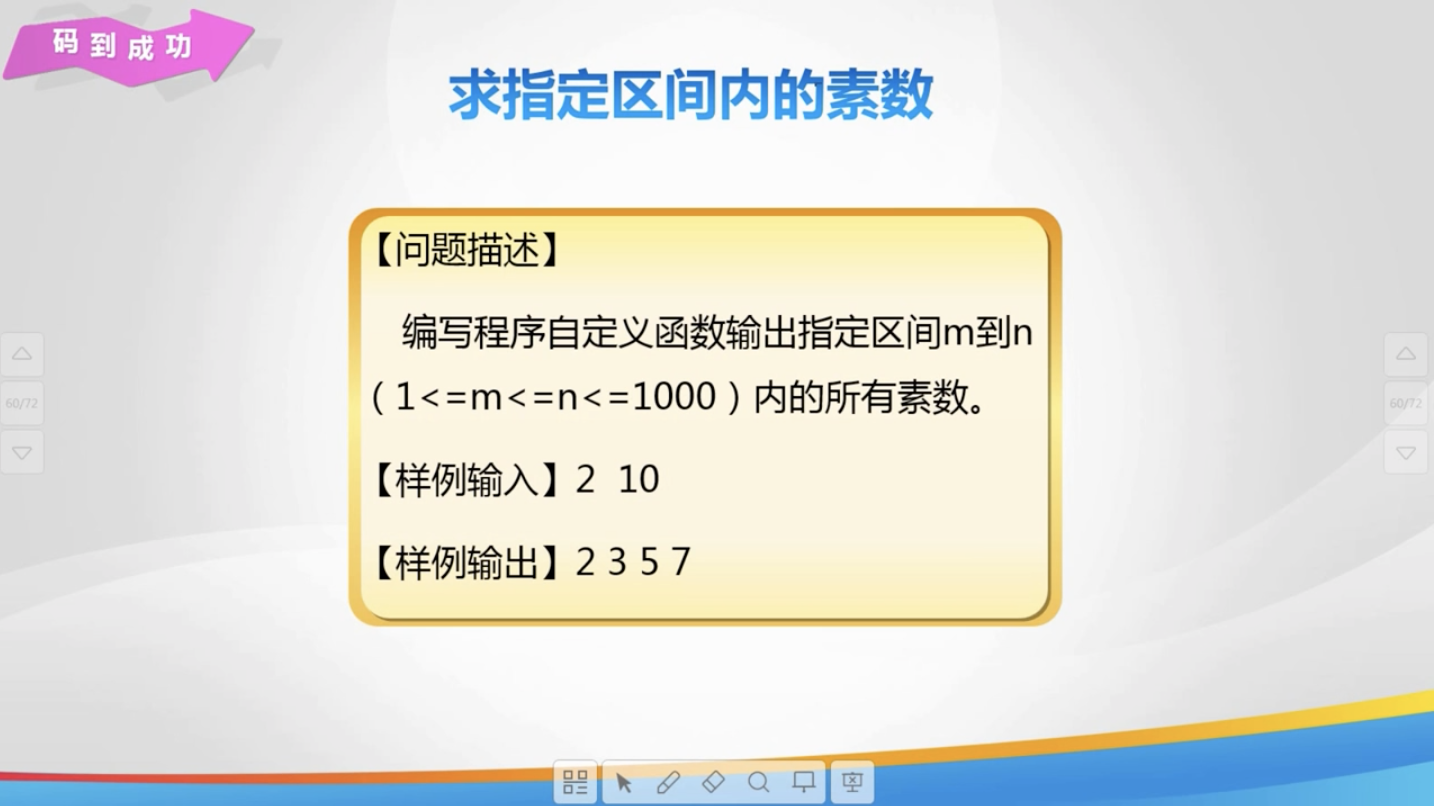 码到成功
求指定区间内的素数
【问题描述】
编写程序自定义函数输出指定区间m到n
（1<=m<=n<=1000）内的所有素数。
【样例输入】2  10
【样例输出】2 3 5 7
60/72
60/72